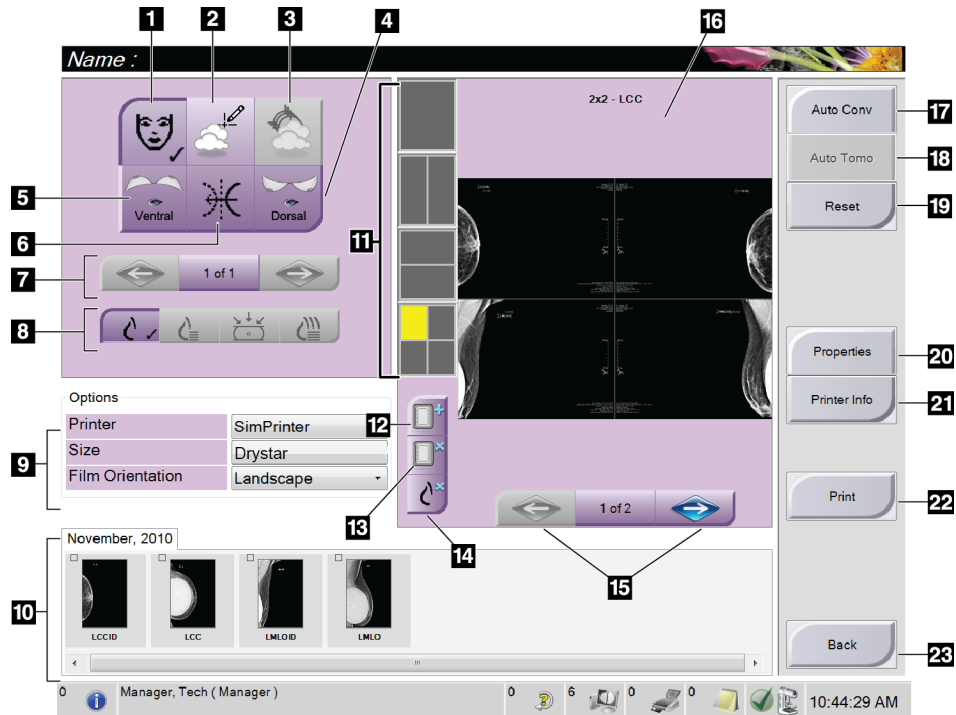 1
2
3
4
16
Name :
2x2 - LCC
17
Auto Conv
18
Auto Tomo
19
Reset
5
Ventral
Dorsal
6
11
7
1 of 1
8
20
Properties
21
Printer Info
Options
9
Printer
SimPrinter
12
Size
Drystar
Film Orientation
Landscape
13
14
1 of 2
15
22
Print
10
November, 2010
LCCID
LCC
LMLOID
LMLO
23
Back
0
Manager, Tech ( Manager )
0
6
0
0
10:44:29 AM